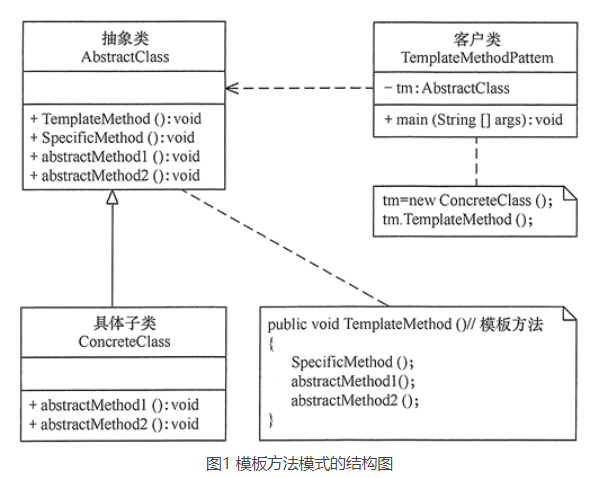 抽象类
AbstractClass
+ TemplateMethod ():void
+ SpecificMethod ():void
+ abstractMethod1 ():void
+ abstractMethod2 ():void
客户类
TemplateMethodPattem
− tm:AbstractClass
+ main (String [] args):void
tm=new ConcreteClass ();
tm.TemplateMethod ();
具体子类
ConcreteClass
+ abstractMethod1 ():void
+ abstractMethod2 ():void
public void TemplateMethod ()// 模板方法
{
SpecificMethod ();
abstractMethod1();
abstractMethod2 ();
}
图1 模板方法模式的结构图